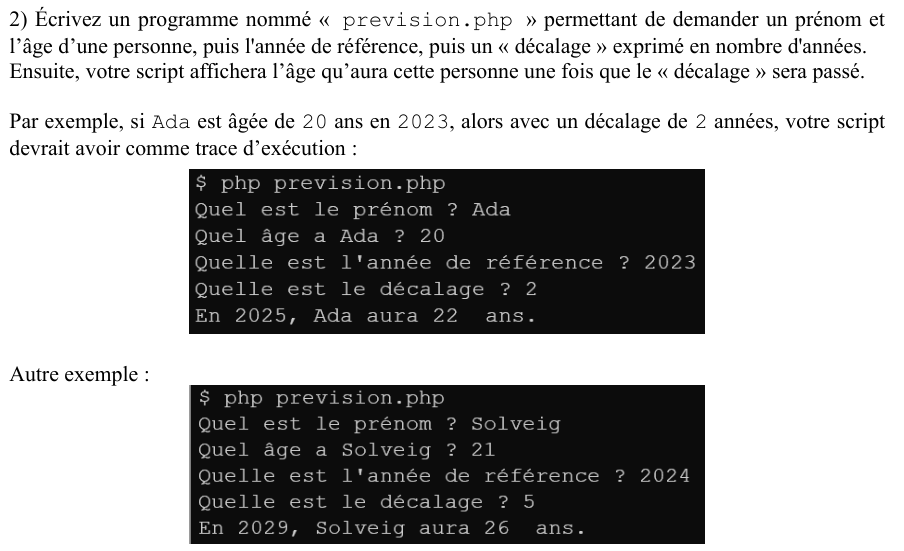 2) Écrivez un programme nommé « prevision.php » permettant de demander un prénom et
l’âge d’une personne, puis l'année de référence, puis un « décalage » exprimé en nombre d'années.
Ensuite, votre script affichera l’âge qu’aura cette personne une fois que le « décalage » sera passé.
Par exemple, si Ada est âgée de 20 ans en 2023, alors avec un décalage de 2 années, votre script
devrait avoir comme trace d’exécution :
$ php prevision.php
Quel est le prénom ? Ada
Quel âge a Ada ? 20
Quelle est l'année de référence ? 2023
Quelle est le décalage ? 2
En 2025, Ada aura 22  ans.
Autre exemple :
$ php prevision.php
Quel est le prénom ? Solveig
Quel âge a Solveig ? 21
Quelle est l'année de référence ? 2024
Quelle est le décalage ? 5
En 2029, Solveig aura 26  ans.